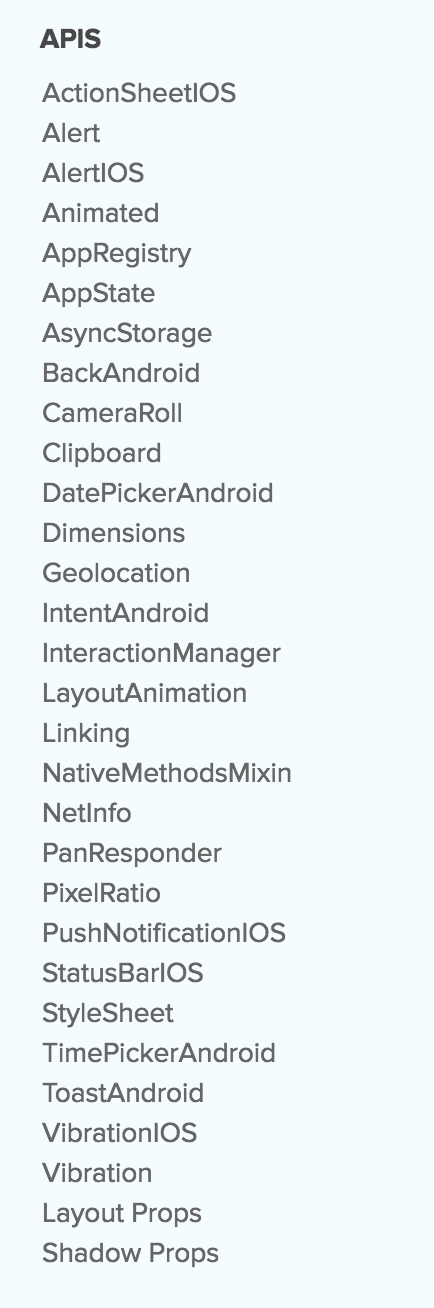 APIS
ActionSheetIOS
Alert
AlertIOS
Animated
AppRegistry
AppState
AsyncStorage
BackAndroid
CameraRoll
Clipboard
DatePickerAndroid
Dimensions
Geolocation
IntentAndroid
InteractionManager
LayoutAnimation
Linking
NativeMethodsMixin
NetInfo
PanResponder
PixelRatio
PushNotificationIOS
StatusBarIOS
StyleSheet
TimePickerAndroid
ToastAndroid
VibrationIOS
Vibration
Layout Props
Shadow Props